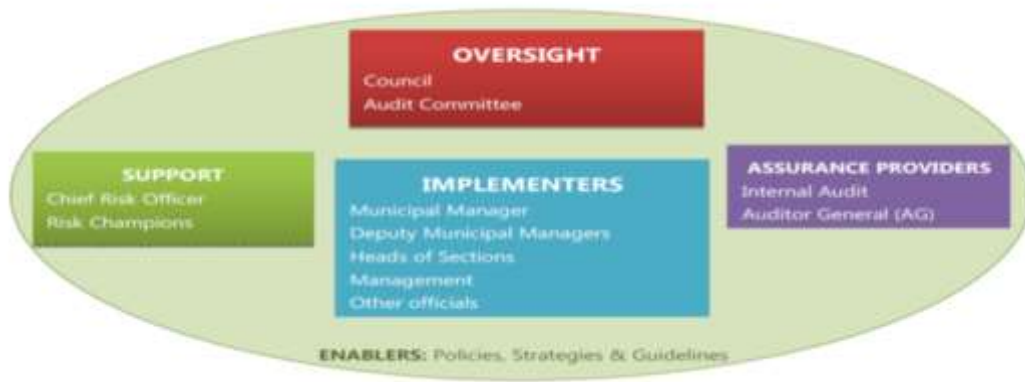 OVERSIGHT
Council
Audit Committee
SUPPORT
Chief Risk Officer
Risk Champions
IMPLEMENTERS
Municipal Manager
Deputy Municipal Managers
Heads of Sections
Management
Other officials
ASSURANCE PROVIDERS
Internal Audit
Auditor General (AG)
ENABLERS: Policies, Strategies & Guidelines